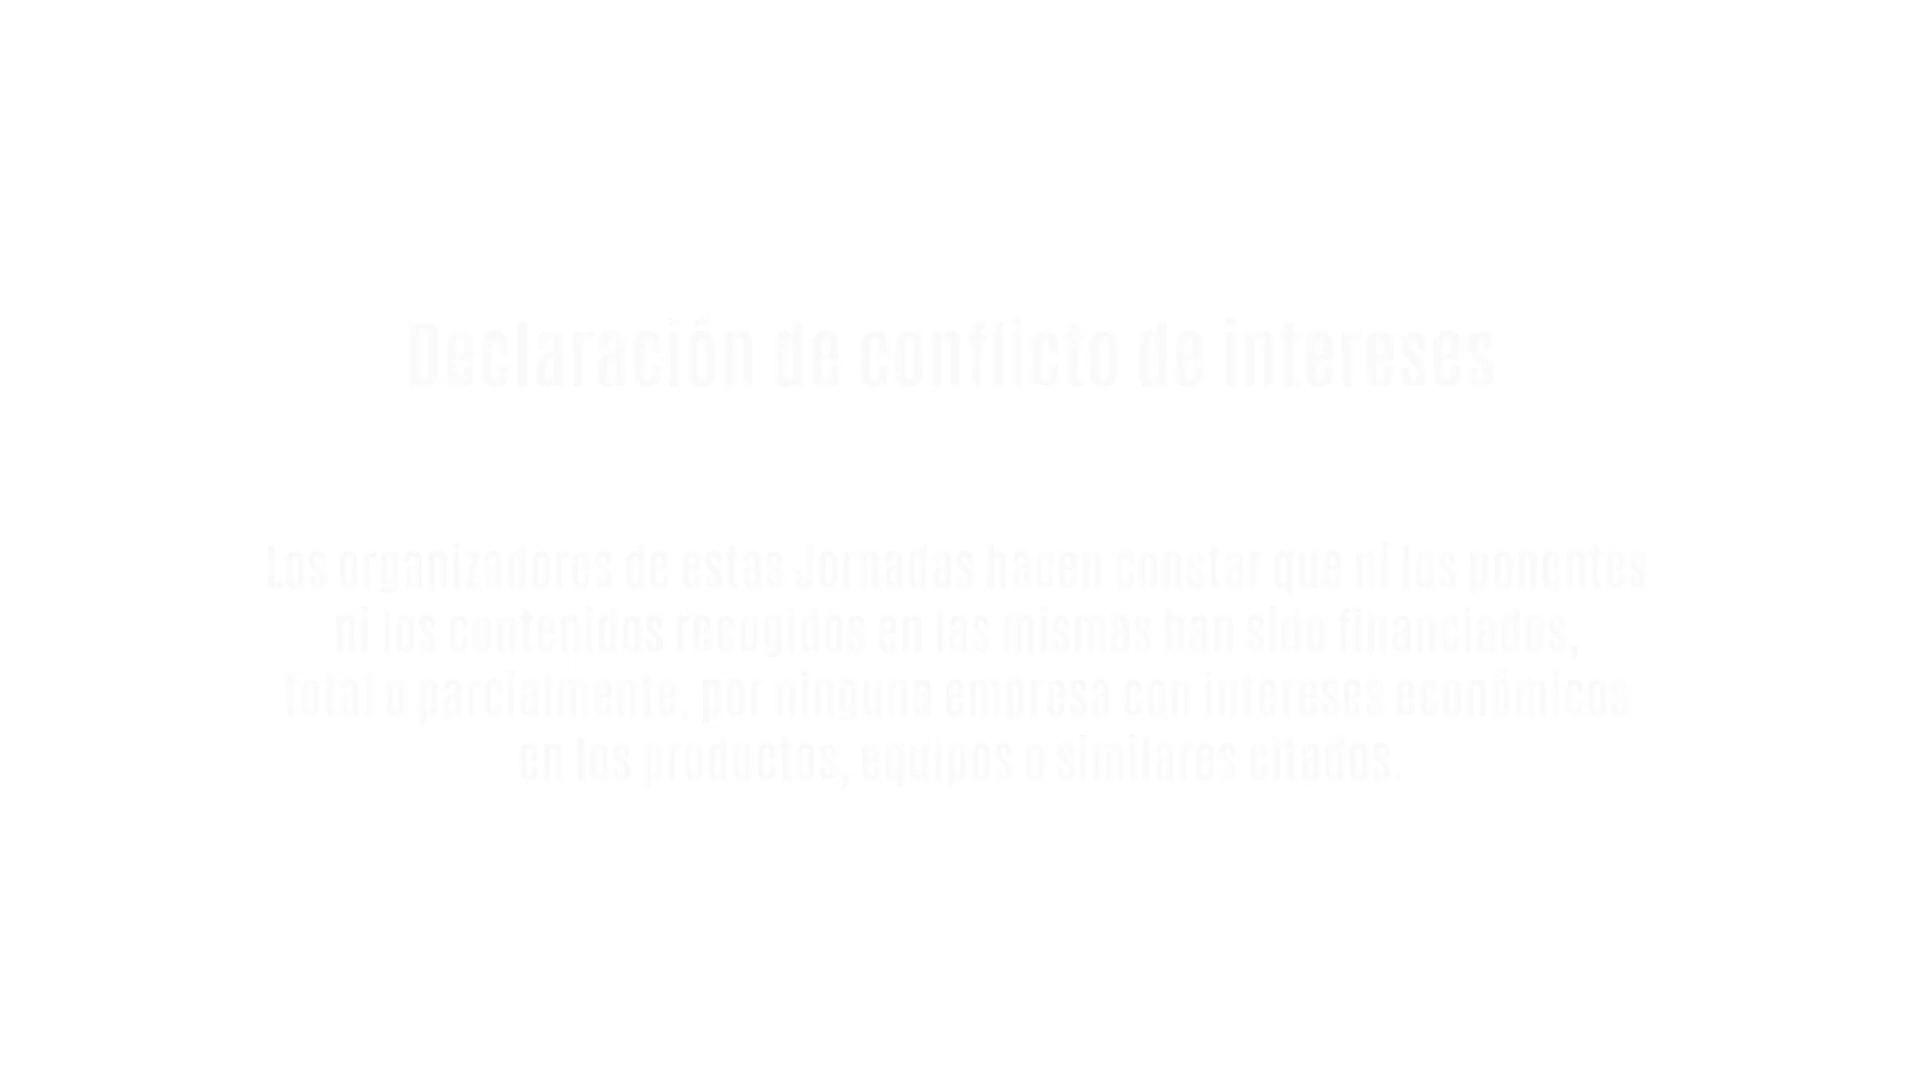 Declaración de conflicto de intereses
Los organizadores de estas Jornadas hacen constar que ni los ponentes
ni los contenidos recogidos en las mismas han sido financiados,
total o parcialmente, por ninguna empresa con intereses económicos
en los productos, equipos o similares citados.